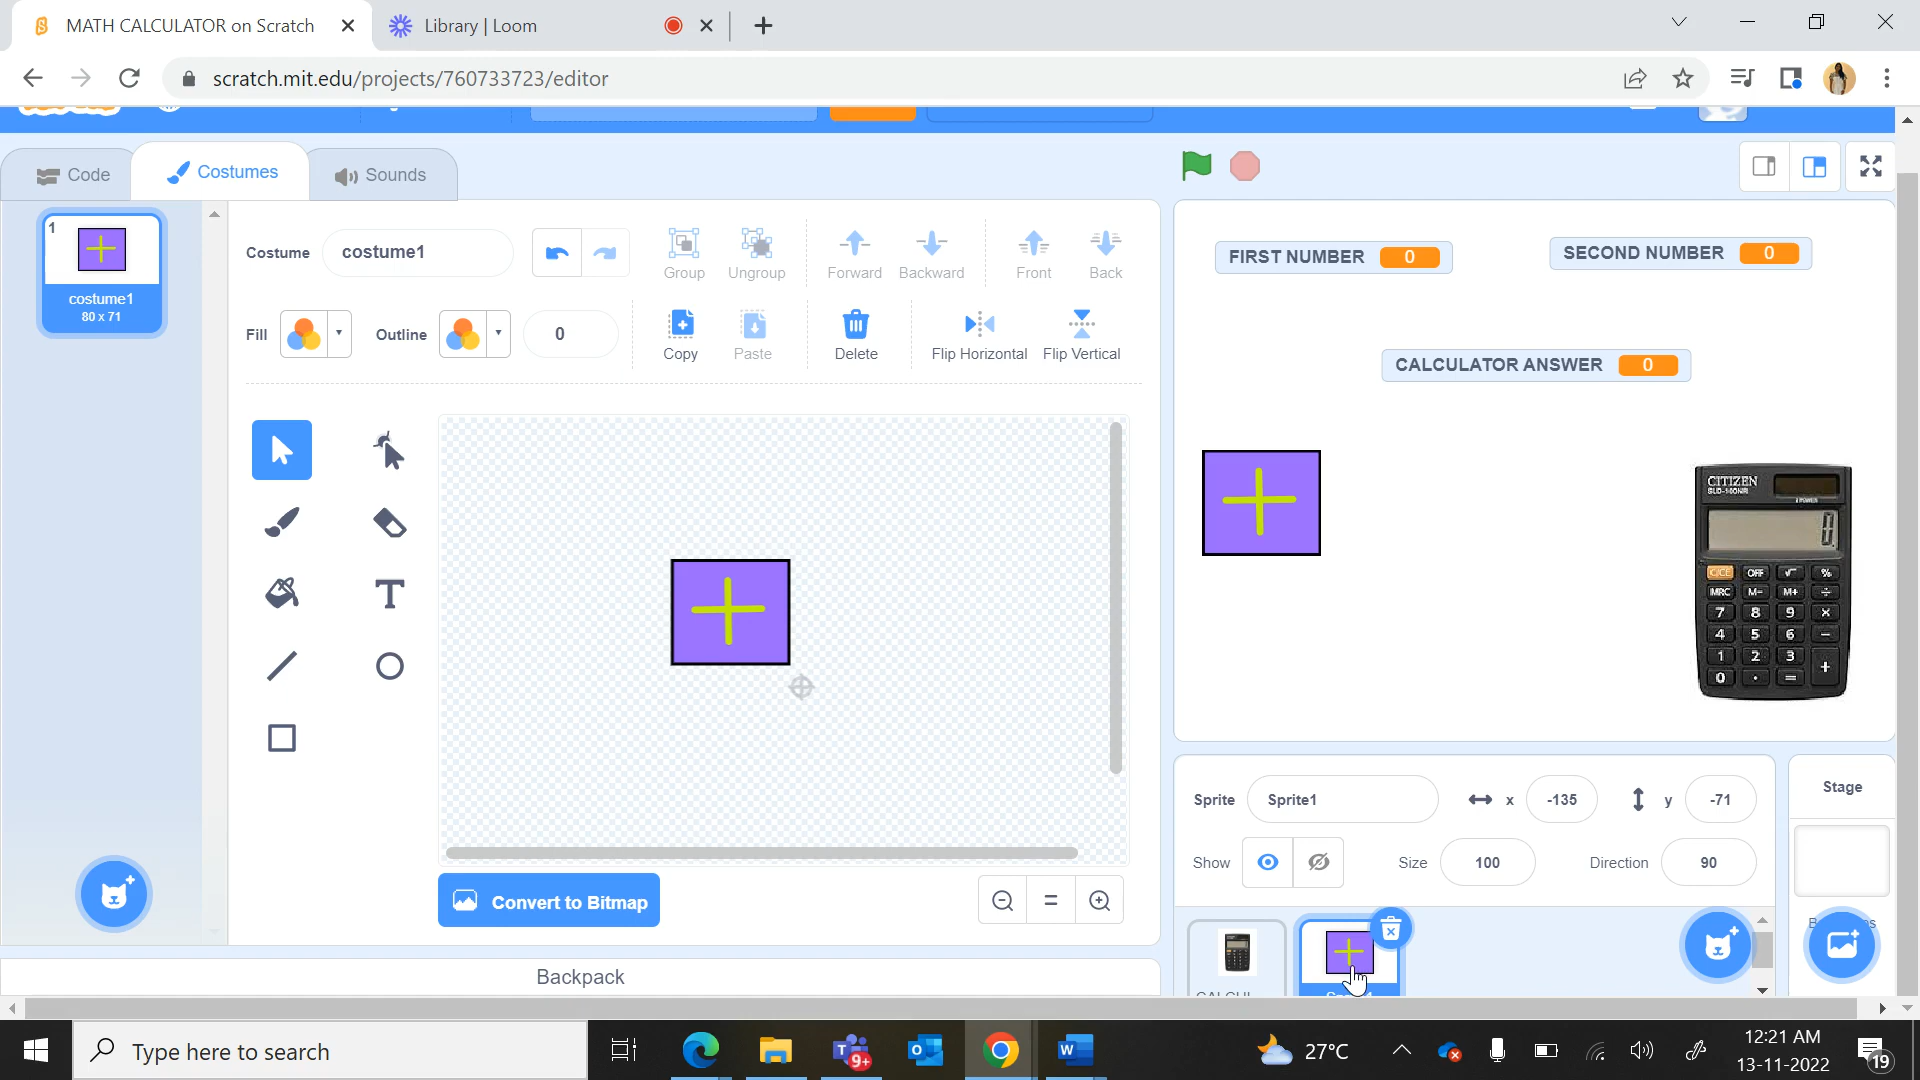 MATH CALCULATOR on Scratch
Library | Loom
scratch.mit.edu/projects/760733723/editor
Code
Costumes
Sounds
1
costume1
80 x 71
Costume
costume1
Group
Ungroup
Forward
Backward
Front
Back
Fill
Outline
0
Copy
Paste
Delete
Flip Horizontal
Flip Vertical
Convert to Bitmap
Backpack
FIRST NUMBER 0
SECOND NUMBER 0
CALCULATOR ANSWER 0
CITIZEN
C/CE OFF √ %
MRC M− M+ ÷
7 8 9 ×
4 5 6 −
1 2 3 +
0 . =
Sprite
Sprite1
x
-135
y
-71
Show
Size
100
Direction
90
Stage
Type here to search
9+
27°C
12:21 AM
13-11-2022
19